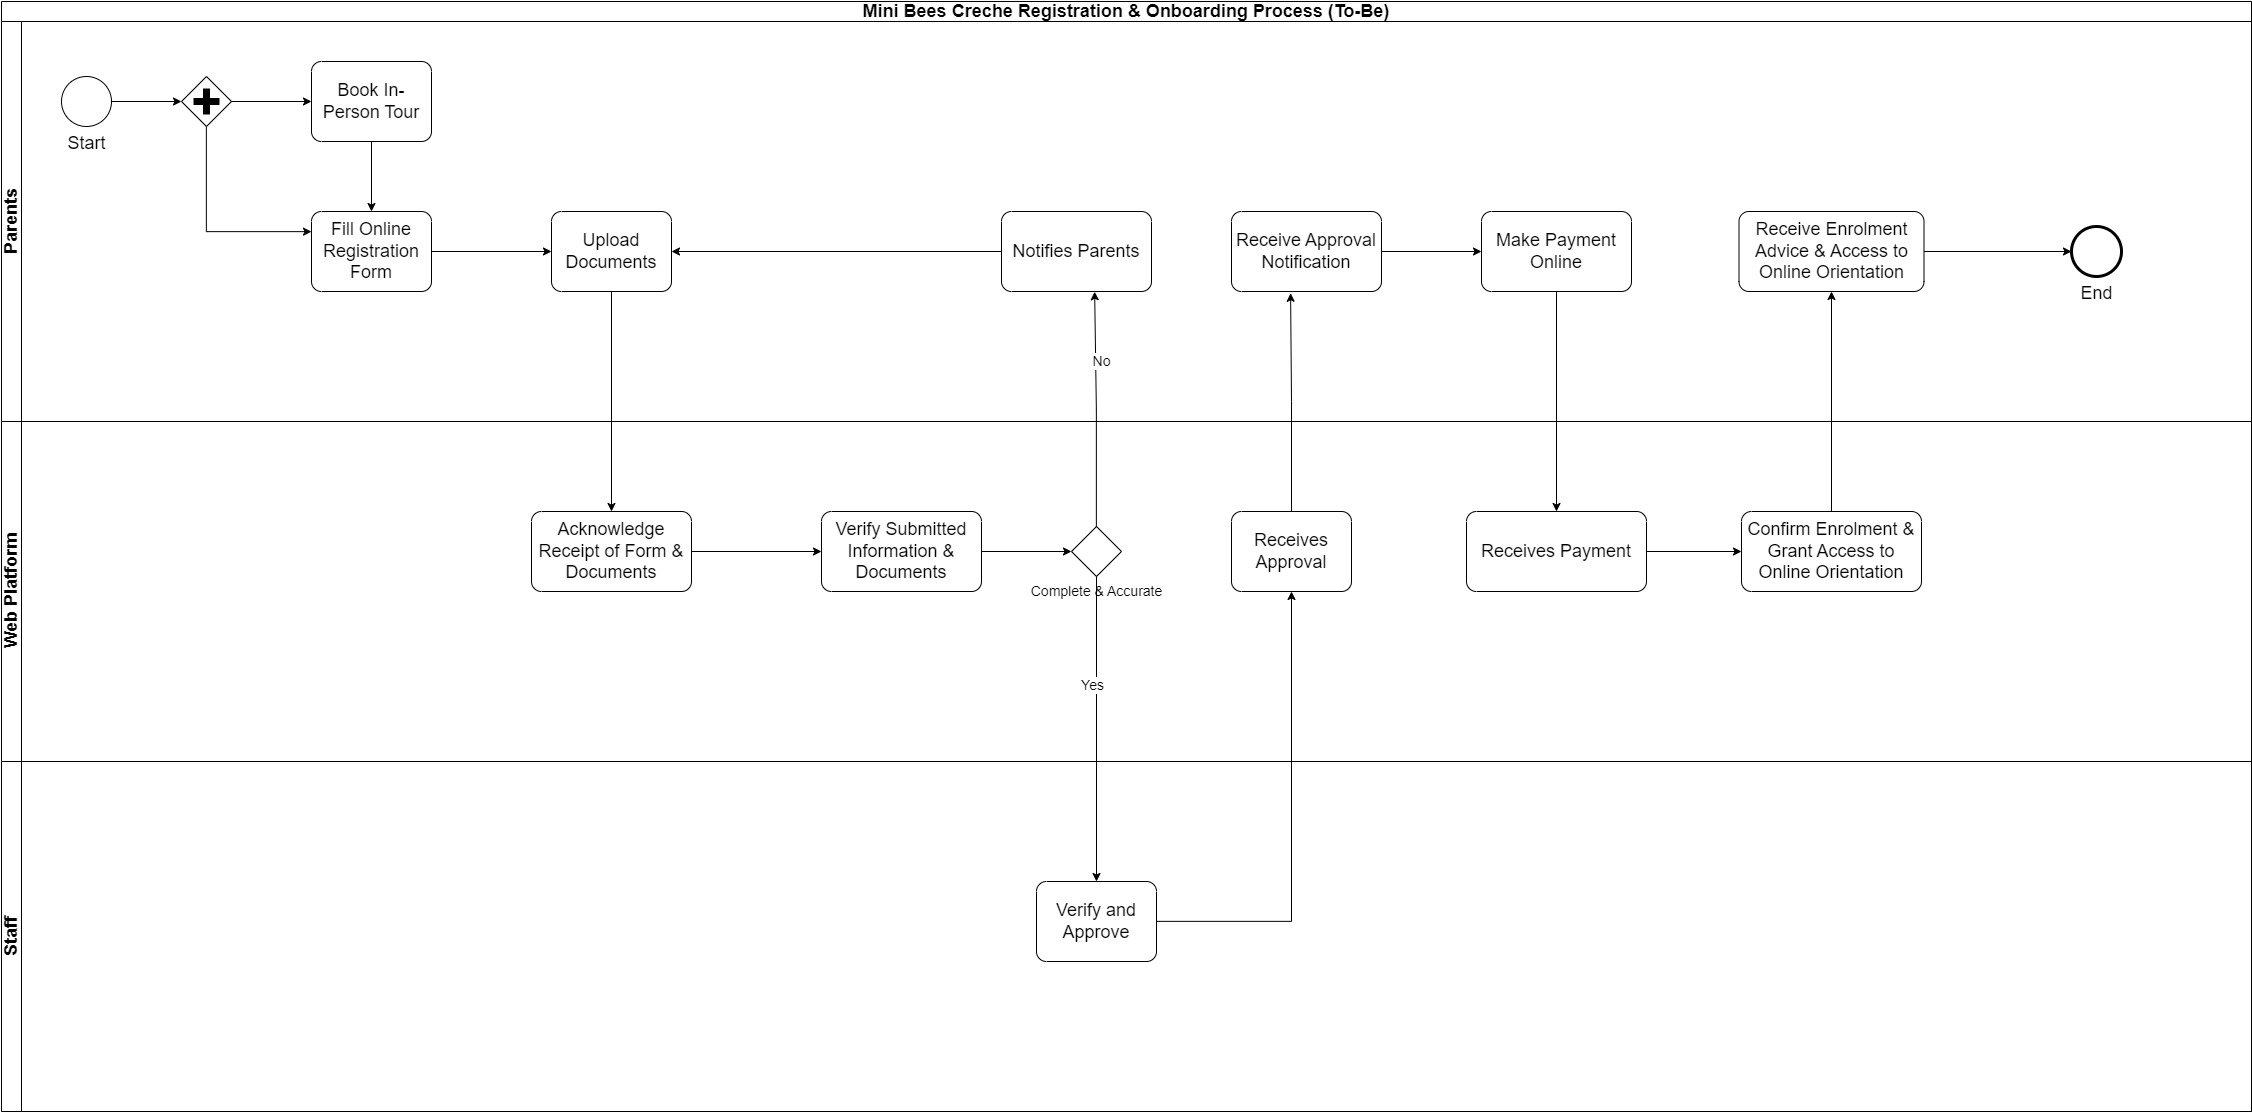 Mini Bees Creche Registration & Onboarding Process (To-Be)
Parents
Start
Book In-
Person Tour
Fill Online
Registration
Form
Upload
Documents
Notifies Parents
Receive Approval
Notification
Make Payment
Online
Receive Enrolment
Advice & Access to
Online Orientation
End
No
Web Platform
Acknowledge
Receipt of Form &
Documents
Verify Submitted
Information &
Documents
Complete & Accurate
Receives
Approval
Receives Payment
Confirm Enrolment &
Grant Access to
Online Orientation
Yes
Staff
Verify and
Approve